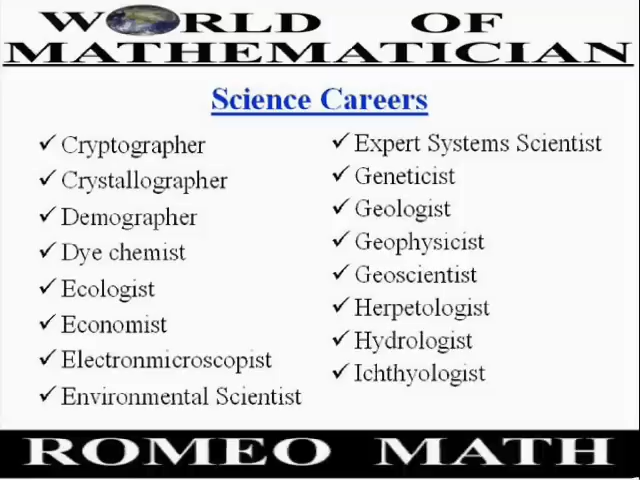 WORLD OF
MATHEMATICIAN
Science Careers
✓ Cryptographer
✓ Crystallographer
✓ Demographer
✓ Dye chemist
✓ Ecologist
✓ Economist
✓ Electronmicroscopist
✓ Environmental Scientist
✓ Expert Systems Scientist
✓ Geneticist
✓ Geologist
✓ Geophysicist
✓ Geoscientist
✓ Herpetologist
✓ Hydrologist
✓ Ichthyologist
ROMEO MATH